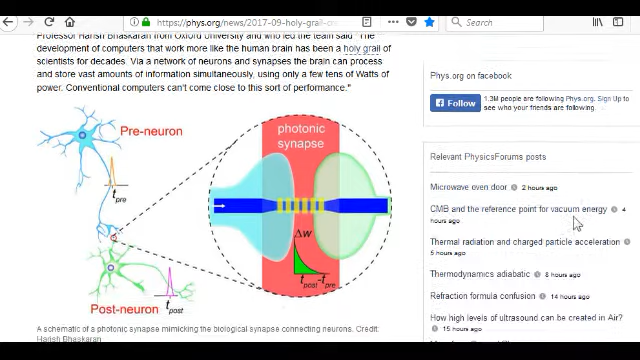 https://phys.org/news/2017-09-holy-grail-cra
Search
Professor Harish Bhaskaran from Oxford University and who led the team said "The
development of computers that work more like the human brain has been a holy grail of
scientists for decades. Via a network of neurons and synapses the brain can process
and store vast amounts of information simultaneously, using only a few tens of Watts of
power. Conventional computers can't come close to this sort of performance."
Pre-neuron
t pre
photonic
synapse
Δw
t post - t pre
Post-neuron
t post
A schematic of a photonic synapse mimicking the biological synapse connecting neurons. Credit:
Harish Bhaskaran
Phys.org on facebook
Follow
1.3M people are following Phys.org. Sign Up to
see who your friends are following.
Relevant PhysicsForums posts
Microwave oven door 2 hours ago
CMB and the reference point for vacuum energy 4
hours ago
Thermal radiation and charged particle acceleration
5 hours ago
Thermodynamics adiabatic 8 hours ago
Refraction formula confusion 14 hours ago
How high levels of ultrasound can be created in Air?
15 hours ago